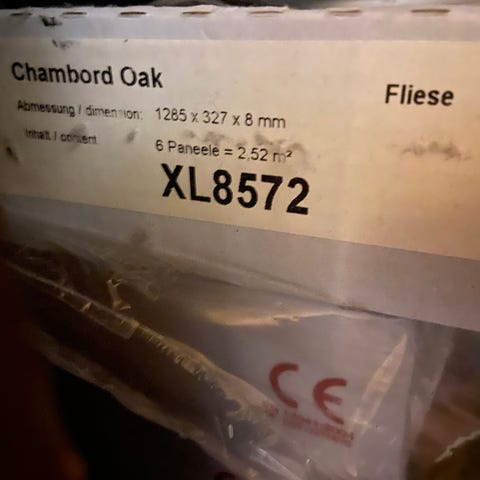 Chambord Oak
Fliese
Abmessung / dimension: 1285 x 327 x 8 mm
Inhalt / content 6 Paneele = 2,52 m²
XL8572
CE